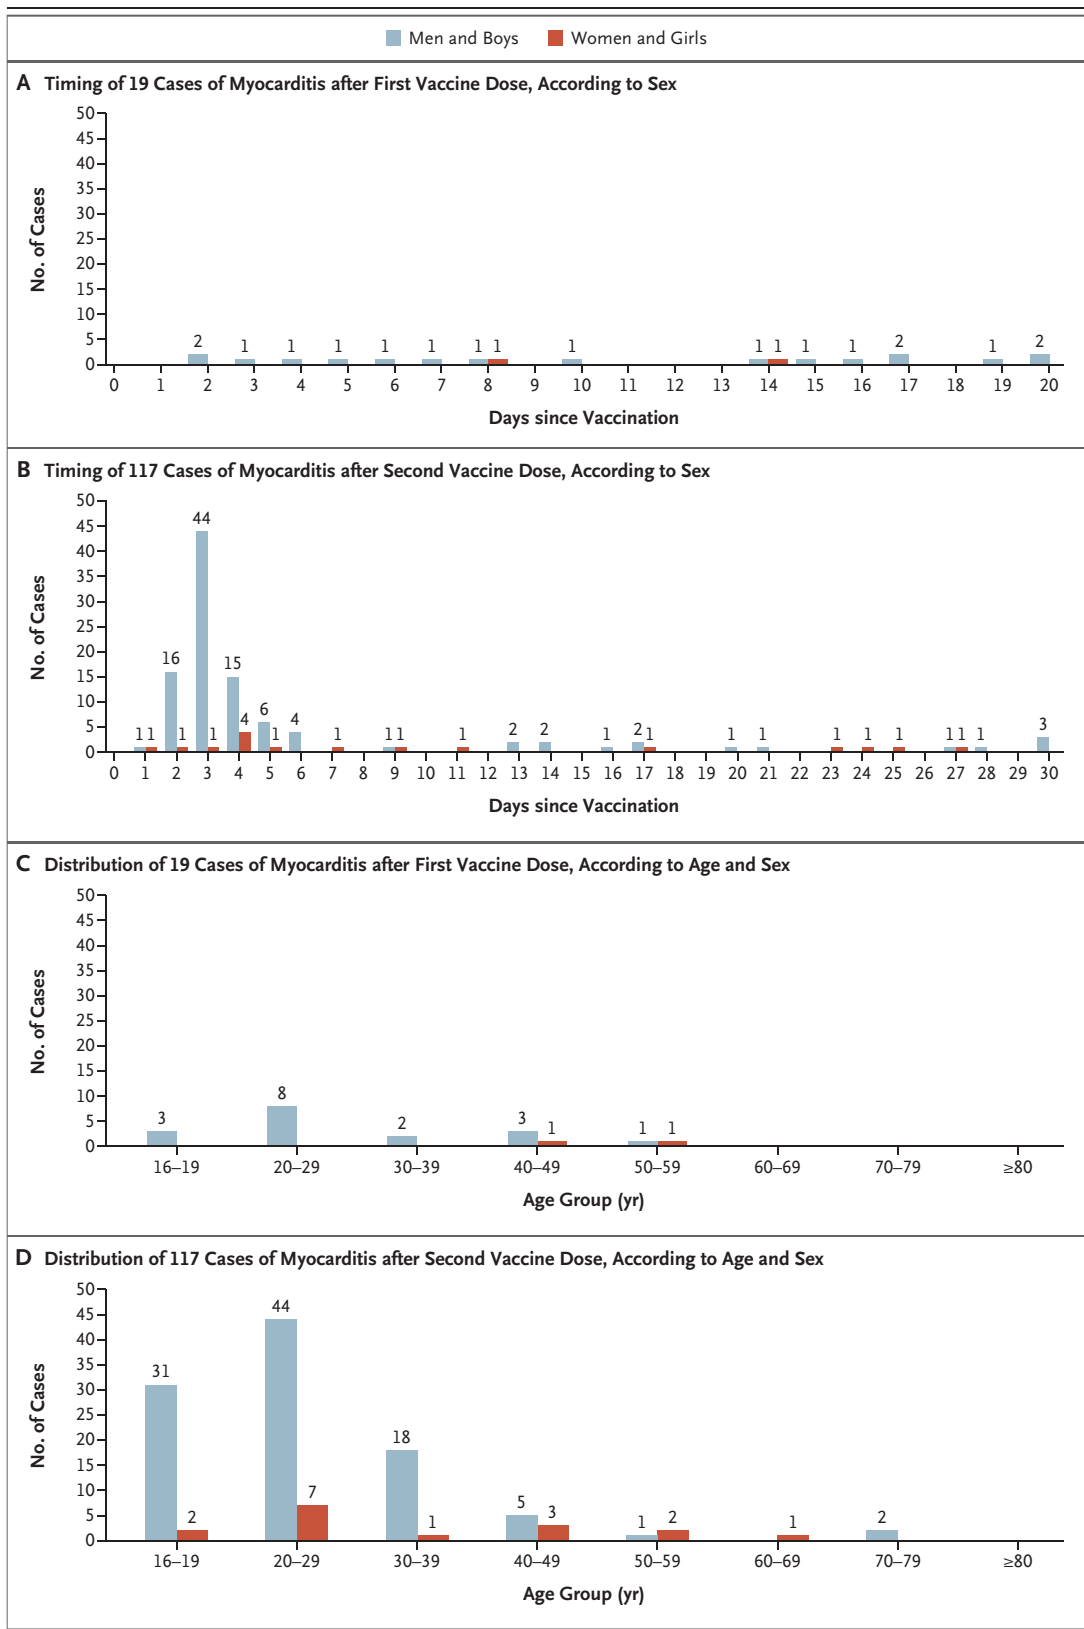 Men and Boys Women and Girls
A Timing of 19 Cases of Myocarditis after First Vaccine Dose, According to Sex
No. of Cases
50
45
40
35
30
25
20
15
10
5
0
2 1 1 1 1 1 1 1 1 1 1 1 1 2 1 2
0 1 2 3 4 5 6 7 8 9 10 11 12 13 14 15 16 17 18 19 20
Days since Vaccination
B Timing of 117 Cases of Myocarditis after Second Vaccine Dose, According to Sex
No. of Cases
50
45
40
35
30
25
20
15
10
5
0
1 1 16 1 44 1 15 4 6 1 4 1 1 1 1 2 2 1 2 1 1 1 1 1 1 1 1 1 3
0 1 2 3 4 5 6 7 8 9 10 11 12 13 14 15 16 17 18 19 20 21 22 23 24 25 26 27 28 29 30
Days since Vaccination
C Distribution of 19 Cases of Myocarditis after First Vaccine Dose, According to Age and Sex
No. of Cases
50
45
40
35
30
25
20
15
10
5
0
3 8 2 3 1 1 1
16–19 20–29 30–39 40–49 50–59 60–69 70–79 ≥80
Age Group (yr)
D Distribution of 117 Cases of Myocarditis after Second Vaccine Dose, According to Age and Sex
No. of Cases
50
45
40
35
30
25
20
15
10
5
0
31 2 44 7 18 1 5 3 1 2 1 2
16–19 20–29 30–39 40–49 50–59 60–69 70–79 ≥80
Age Group (yr)